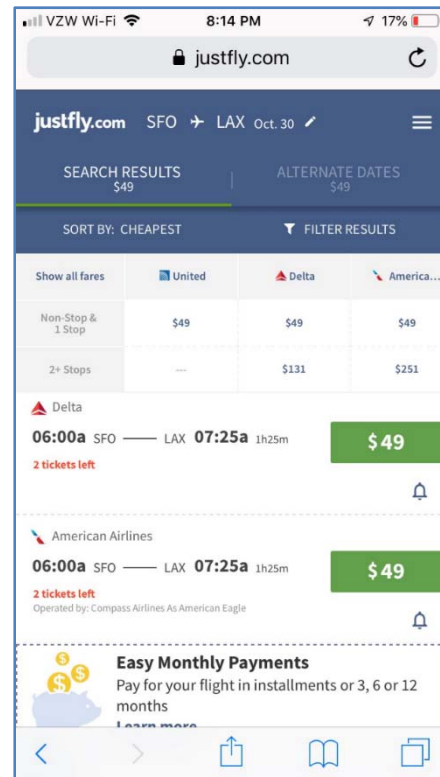 VZW Wi-Fi 8:14 PM 17%
justfly.com
justfly.com SFO LAX Oct. 30
SEARCH RESULTS
$49
ALTERNATE DATES
$49
SORT BY: CHEAPEST FILTER RESULTS
Show all fares United Delta America...
Non-Stop &
1 Stop
$49 $49 $49
2+ Stops --- $131 $251
Delta
06:00a SFO LAX 07:25a 1h25m
$49
2 tickets left
American Airlines
06:00a SFO LAX 07:25a 1h25m
$49
2 tickets left
Operated by: Compass Airlines As American Eagle
Easy Monthly Payments
Pay for your flight in installments or 3, 6 or 12
months
Learn more